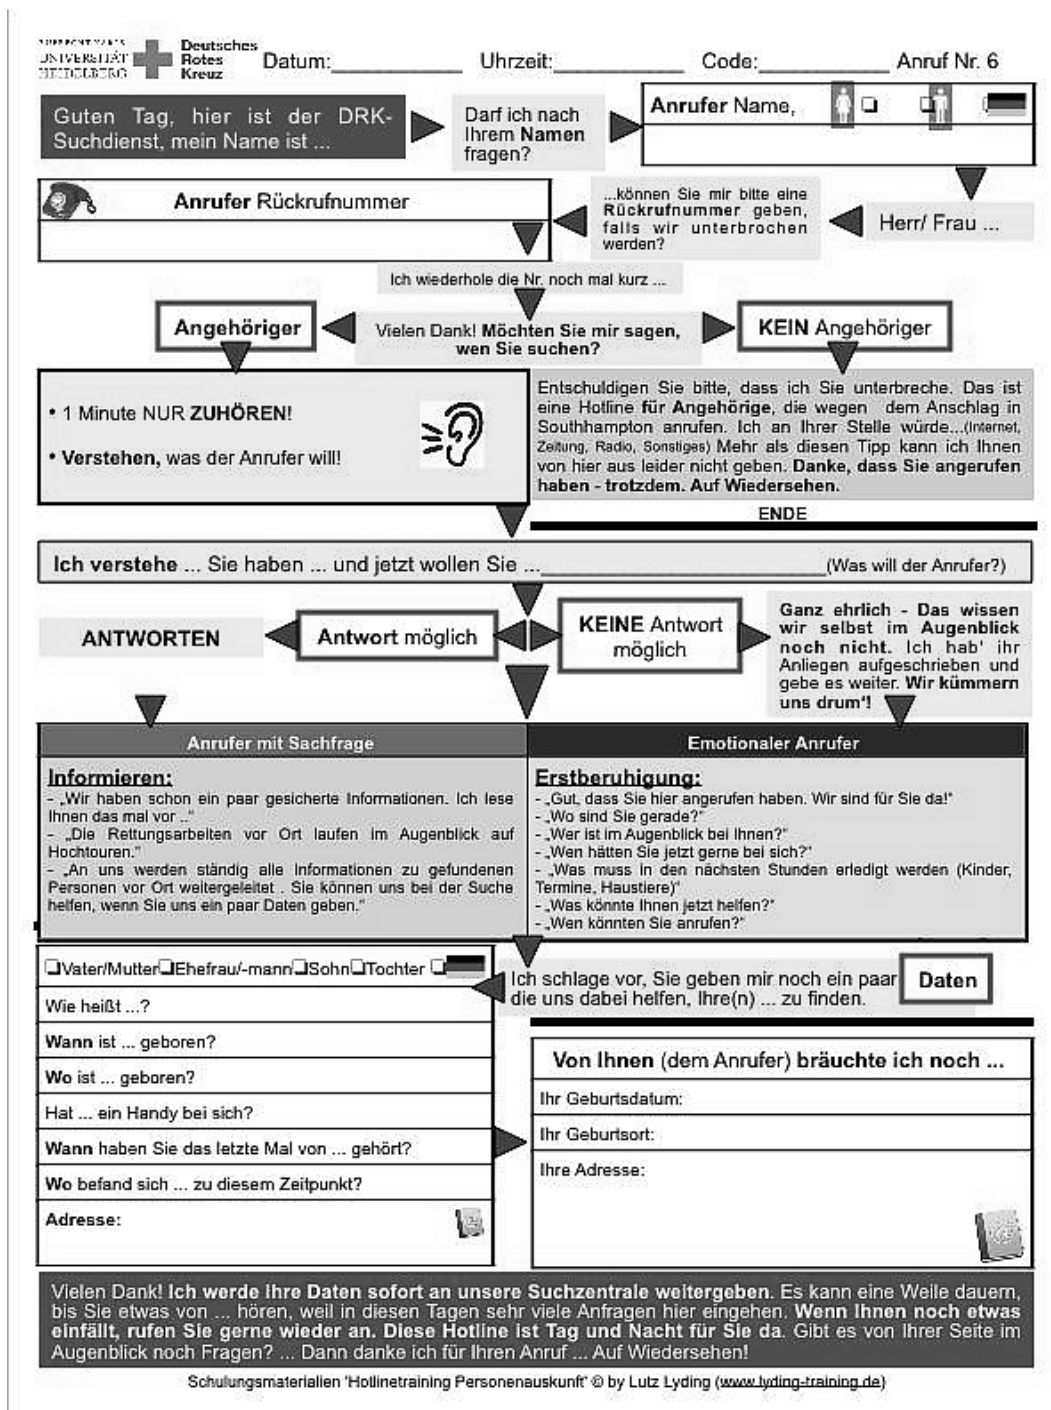 RUPRECHT-KARLS
UNIVERSITÄT
HEIDELBERG
Deutsches
Rotes
Kreuz
Datum:____________ Uhrzeit:____________ Code:____________ Anruf Nr. 6
Guten Tag, hier ist der DRK-
Suchdienst, mein Name ist ...
Darf ich nach
Ihrem Namen
fragen?
Anrufer Name,
Anrufer Rückrufnummer
...können Sie mir bitte eine
Rückrufnummer geben,
falls wir unterbrochen
werden?
Herr/ Frau ...
Ich wiederhole die Nr. noch mal kurz ...
Angehöriger
Vielen Dank! Möchten Sie mir sagen,
wen Sie suchen?
KEIN Angehöriger
• 1 Minute NUR ZUHÖREN!
• Verstehen, was der Anrufer will!
Entschuldigen Sie bitte, dass ich Sie unterbreche. Das ist
eine Hotline für Angehörige, die wegen dem Anschlag in
Southhampton anrufen. Ich an Ihrer Stelle würde...(Internet,
Zeitung, Radio, Sonstiges) Mehr als diesen Tipp kann ich Ihnen
von hier aus leider nicht geben. Danke, dass Sie angerufen
haben - trotzdem. Auf Wiedersehen.
ENDE
Ich verstehe ... Sie haben ... und jetzt wollen Sie ...____________(Was will der Anrufer?)
ANTWORTEN
Antwort möglich
KEINE Antwort
möglich
Ganz ehrlich - Das wissen
wir selbst im Augenblick
noch nicht. Ich hab' ihr
Anliegen aufgeschrieben und
gebe es weiter. Wir kümmern
uns drum'!
Anrufer mit Sachfrage
Informieren:
- „Wir haben schon ein paar gesicherte Informationen. Ich lese
Ihnen das mal vor .."
- „Die Rettungsarbeiten vor Ort laufen im Augenblick auf
Hochtouren."
- „An uns werden ständig alle Informationen zu gefundenen
Personen vor Ort weitergeleitet . Sie können uns bei der Suche
helfen, wenn Sie uns ein paar Daten geben."
Emotionaler Anrufer
Erstberuhigung:
- „Gut, dass Sie hier angerufen haben. Wir sind für Sie da!"
- „Wo sind Sie gerade?"
- „Wer ist im Augenblick bei Ihnen?"
- „Wen hätten Sie jetzt gerne bei sich?"
- „Was muss in den nächsten Stunden erledigt werden (Kinder,
Termine, Haustiere)"
- „Was könnte Ihnen jetzt helfen?"
- „Wen könnten Sie anrufen?"
❑Vater/Mutter❑Ehefrau/-mann❑Sohn❑Tochter ❑
Ich schlage vor, Sie geben mir noch ein paar
die uns dabei helfen, Ihre(n) ... zu finden.
Daten
Wie heißt ...?
Wann ist ... geboren?
Wo ist ... geboren?
Hat ... ein Handy bei sich?
Wann haben Sie das letzte Mal von ... gehört?
Wo befand sich ... zu diesem Zeitpunkt?
Adresse:
Von Ihnen (dem Anrufer) bräuchte ich noch ...
Ihr Geburtsdatum:
Ihr Geburtsort:
Ihre Adresse:
Vielen Dank! Ich werde Ihre Daten sofort an unsere Suchzentrale weitergeben. Es kann eine Weile dauern,
bis Sie etwas von ... hören, weil in diesen Tagen sehr viele Anfragen hier eingehen. Wenn Ihnen noch etwas
einfällt, rufen Sie gerne wieder an. Diese Hotline ist Tag und Nacht für Sie da. Gibt es von Ihrer Seite im
Augenblick noch Fragen? ... Dann danke ich für Ihren Anruf ... Auf Wiedersehen!
Schulungsmaterialien 'Hotlinetraining Personenauskunft' © by Lutz Lyding (www.lyding-training.de)